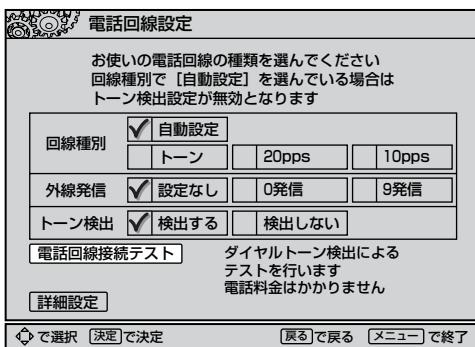 電話回線設定
お使いの電話回線の種類を選んでください
回線種別で［自動設定］を選んでいる場合は
トーン検出設定が無効となります
回線種別
自動設定
トーン 20pps 10pps
外線発信 設定なし 0発信 9発信
トーン検出 検出する 検出しない
電話回線接続テスト
ダイヤルトーン検出による
テストを行います
電話料金はかかりません
詳細設定
で選択 決定 で決定 戻る で戻る メニュー で終了